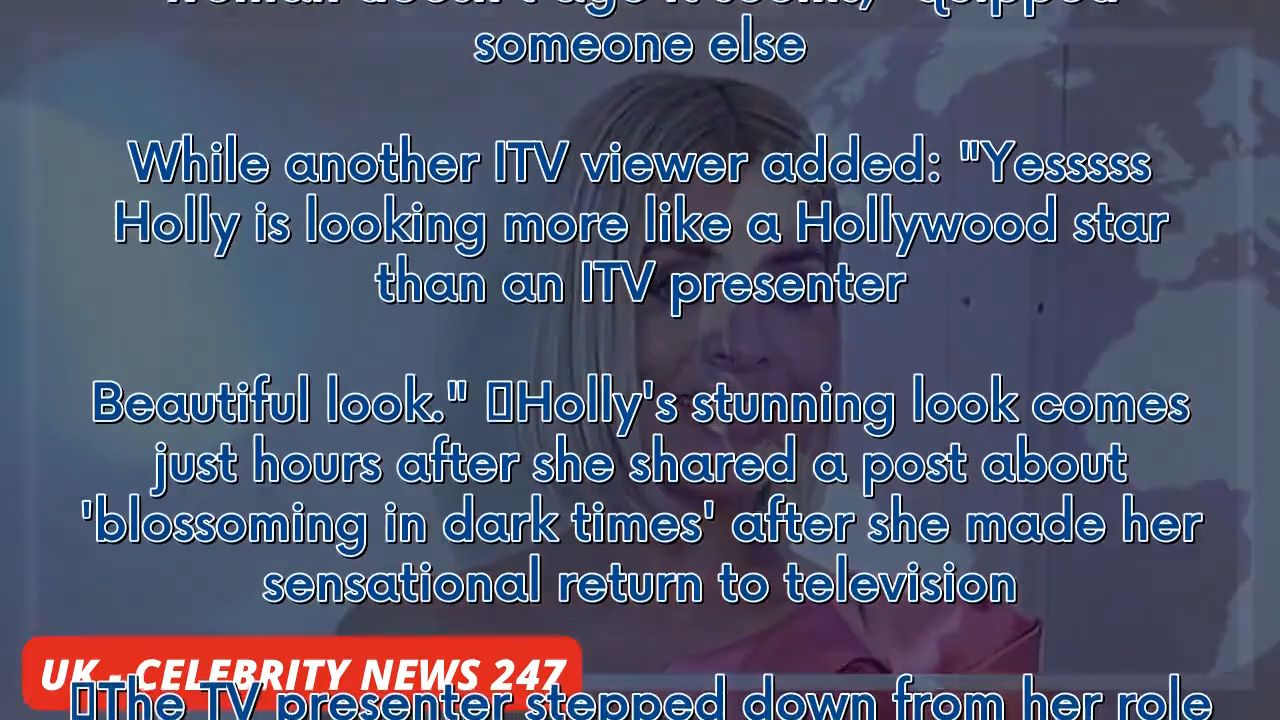 someone else
While another ITV viewer added: "Yesssss
Holly is looking more like a Hollywood star
than an ITV presenter
Beautiful look." Holly's stunning look comes
just hours after she shared a post about
'blossoming in dark times' after she made her
sensational return to television
UK - CELEBRITY NEWS 247
The TV presenter stepped down from her role